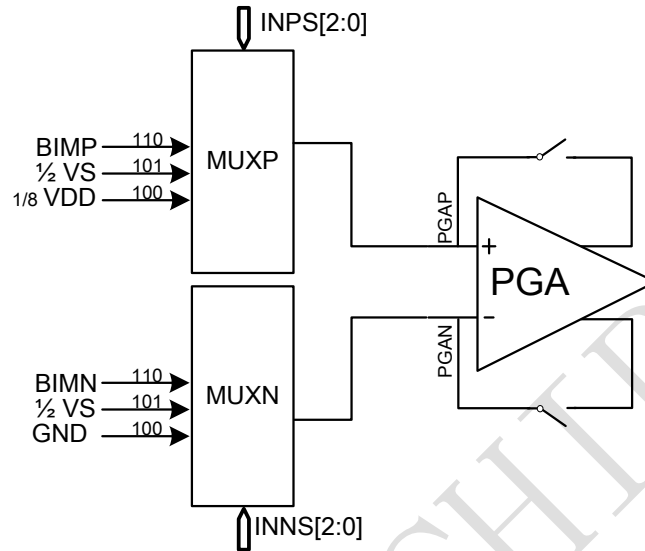 INPS[2:0]
BIMP 110
½ VS 101
1/8 VDD 100
MUXP
PGAP
+
PGA
-
PGAN
BIMN 110
½ VS 101
GND 100
MUXN
INNS[2:0]